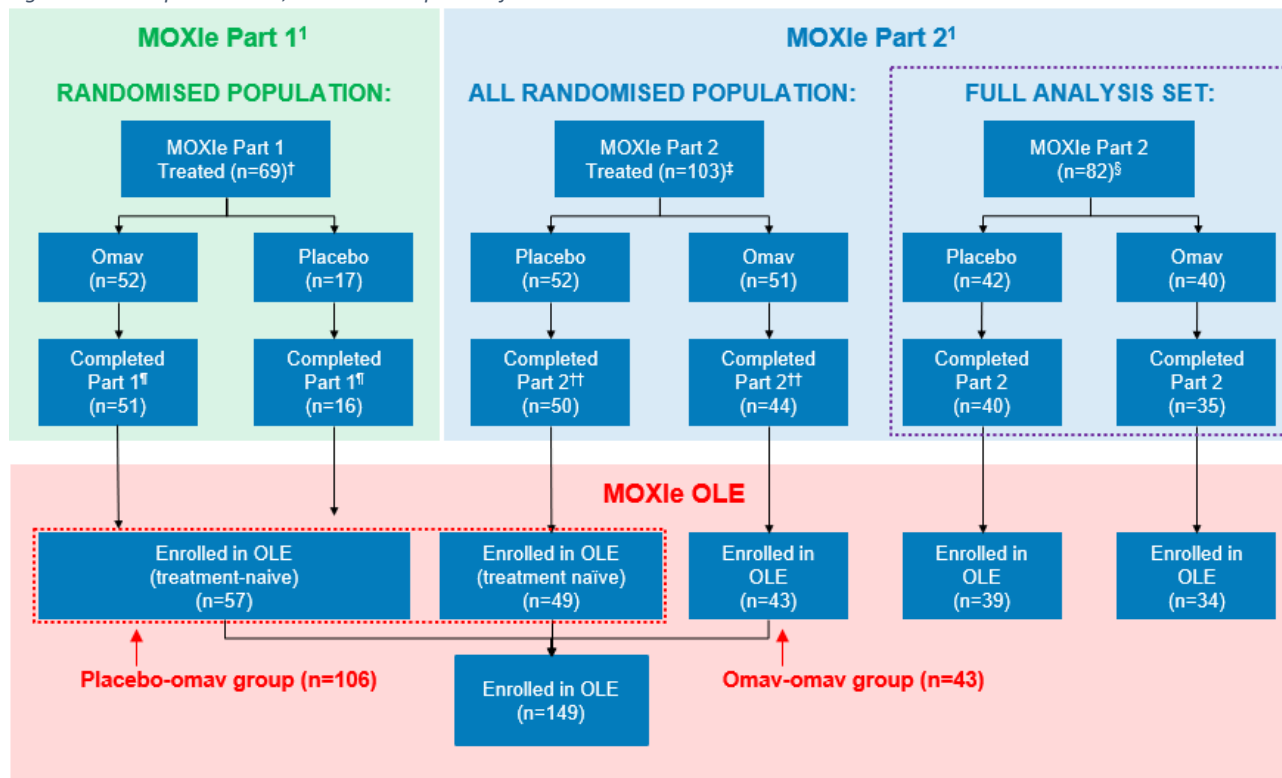 MOXIe Part 1¹
MOXIe Part 2¹
RANDOMISED POPULATION:
ALL RANDOMISED POPULATION:
FULL ANALYSIS SET:
MOXIe Part 1
Treated (n=69)†
MOXIe Part 2
Treated (n=103)‡
MOXIe Part 2
(n=82)§
Omav
(n=52)
Placebo
(n=17)
Placebo
(n=52)
Omav
(n=51)
Placebo
(n=42)
Omav
(n=40)
Completed
Part 1¶
(n=51)
Completed
Part 1¶
(n=16)
Completed
Part 2††
(n=50)
Completed
Part 2††
(n=44)
Completed
Part 2
(n=40)
Completed
Part 2
(n=35)
MOXIe OLE
Enrolled in OLE
(treatment-naive)
(n=57)
Enrolled in OLE
(treatment naïve)
(n=49)
Enrolled in
OLE
(n=43)
Enrolled in
OLE
(n=39)
Enrolled in
OLE
(n=34)
Placebo-omav group (n=106)
Omav-omav group (n=43)
Enrolled in OLE
(n=149)